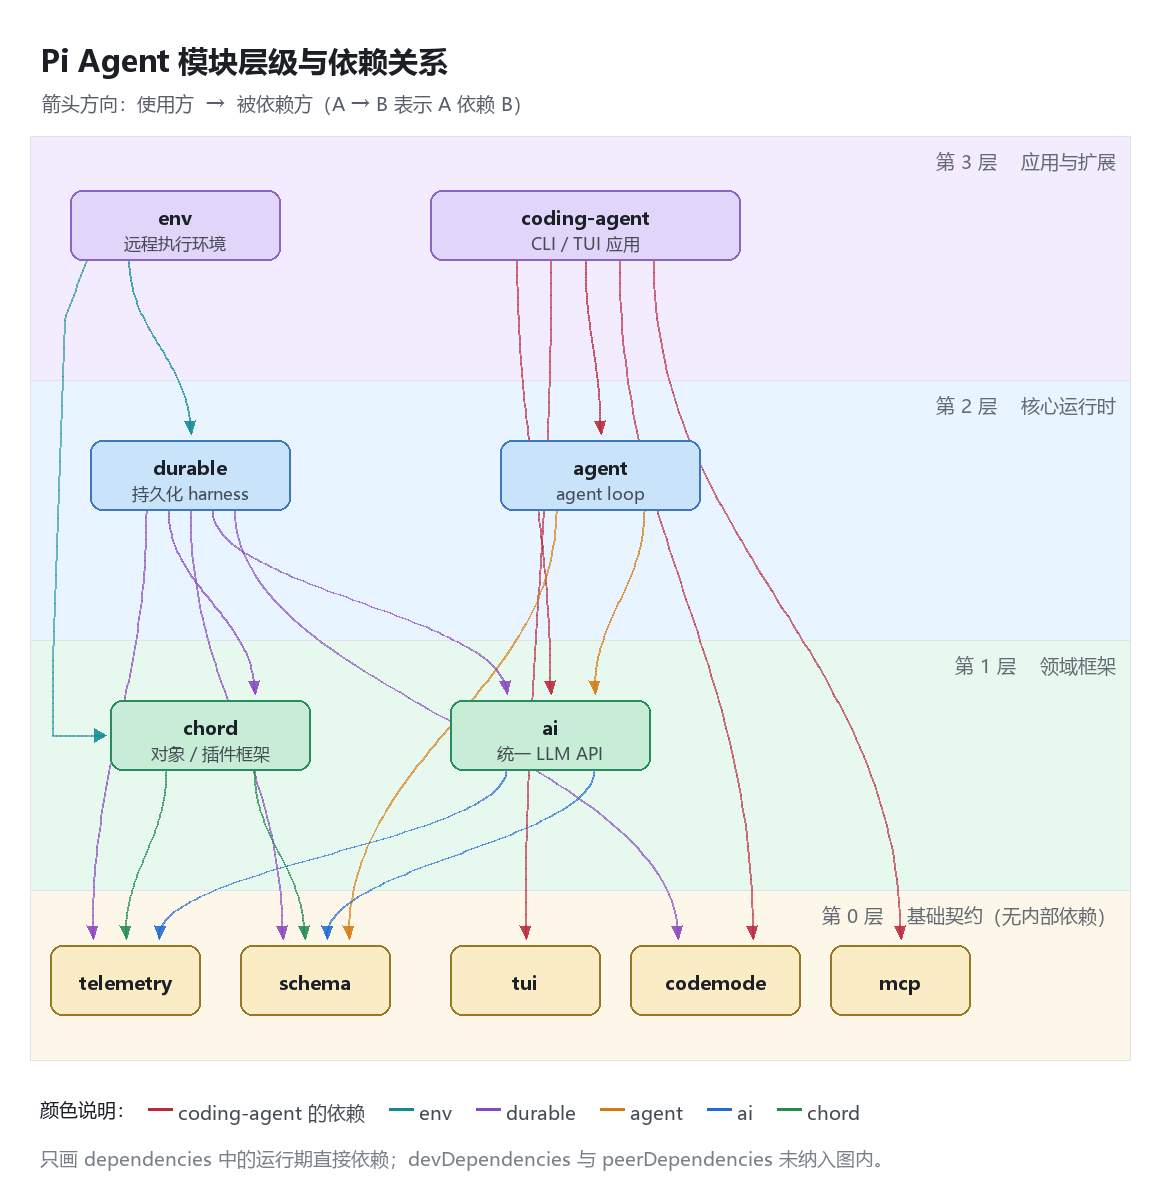 Pi Agent 模块层级与依赖关系
箭头方向：使用方 → 被依赖方（A → B 表示 A 依赖 B）
第 3 层 应用与扩展
env
远程执行环境
coding-agent
CLI / TUI 应用
第 2 层 核心运行时
durable
持久化 harness
agent
agent loop
第 1 层 领域框架
chord
对象 / 插件框架
ai
统一 LLM API
第 0 层 基础契约（无内部依赖）
telemetry
schema
tui
codemode
mcp
颜色说明： coding-agent 的依赖 env durable agent ai chord
只画 dependencies 中的运行期直接依赖；devDependencies 与 peerDependencies 未纳入图内。